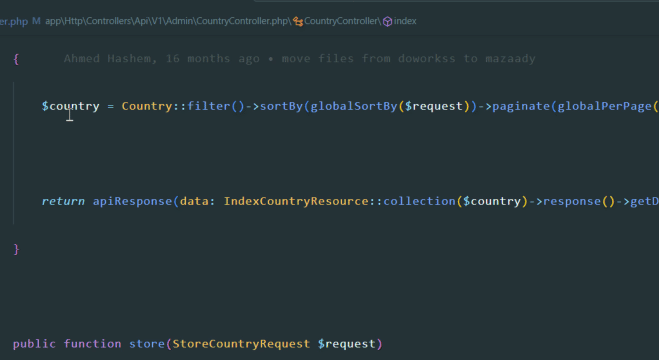 er.php M app\Http\Controllers\Api\V1\Admin\CountryController.php\CountryController\index
{ Ahmed Hashem, 16 months ago • move files from doworkss to mazaady
$country = Country::filter()->sortBy(globalSortBy($request))->paginate(globalPerPage(
return apiResponse(data: IndexCountryResource::collection($country)->response()->getD
}
public function store(StoreCountryRequest $request)